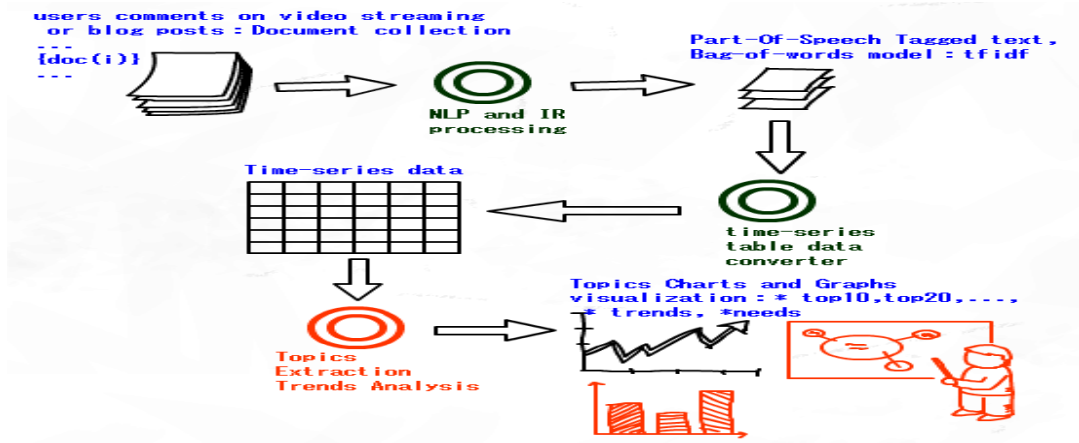 users comments on video streaming
or blog posts：Document collection
...
{doc(i)}
...
NLP and IR
processing
Part-Of-Speech Tagged text,
Bag-of-words model：tfidf
time-series
table data
converter
Time-series data
Topics
Extraction
Trends Analysis
Topics Charts and Graphs
visualization：* top10,top20,...,
* trends, *needs